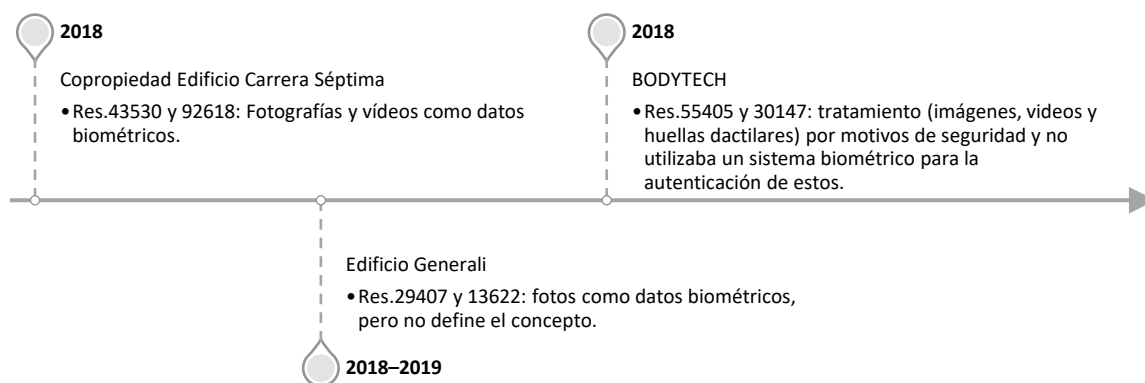 2018
Copropiedad Edificio Carrera Séptima
•Res.43530 y 92618: Fotografías y vídeos como datos
biométricos.
Edificio Generali
•Res.29407 y 13622: fotos como datos biométricos,
pero no define el concepto.
2018–2019
2018
BODYTECH
•Res.55405 y 30147: tratamiento (imágenes, videos y
huellas dactilares) por motivos de seguridad y no
utilizaba un sistema biométrico para la
autenticación de estos.